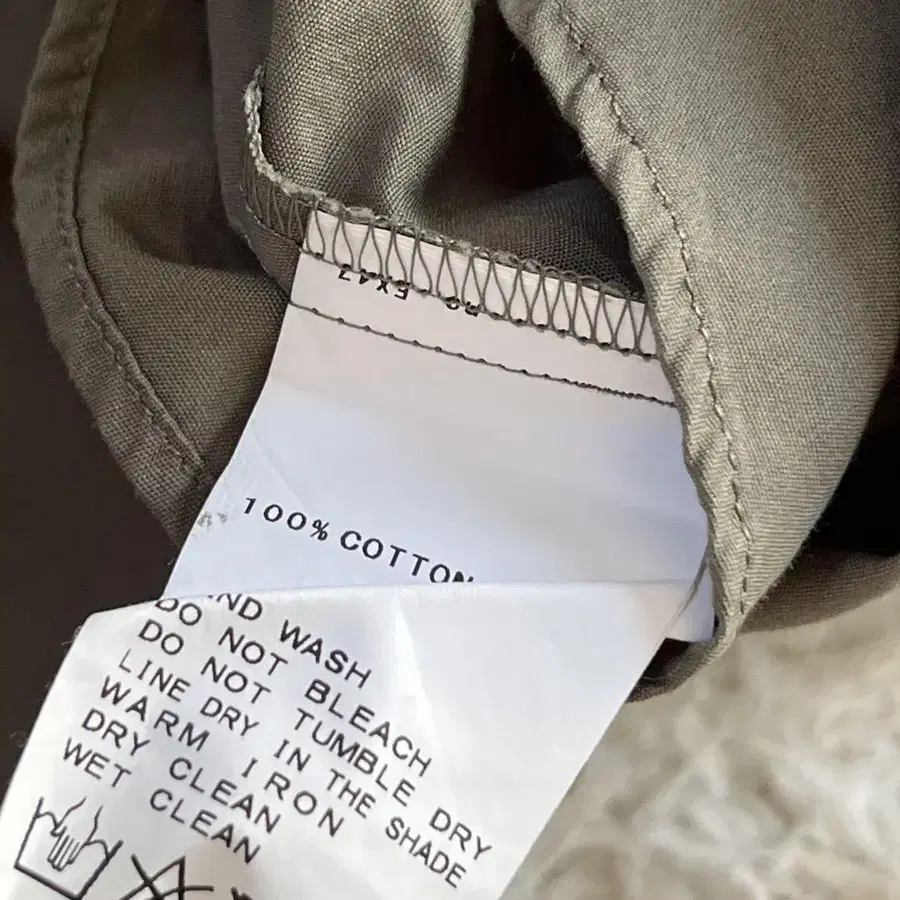 100% COTTON
WASH
DO NOT BLEACH
DO NOT TUMBLE DRY
LINE DRY IN THE SHADE
WARM IRON
DRY CLEAN
WET CLEAN